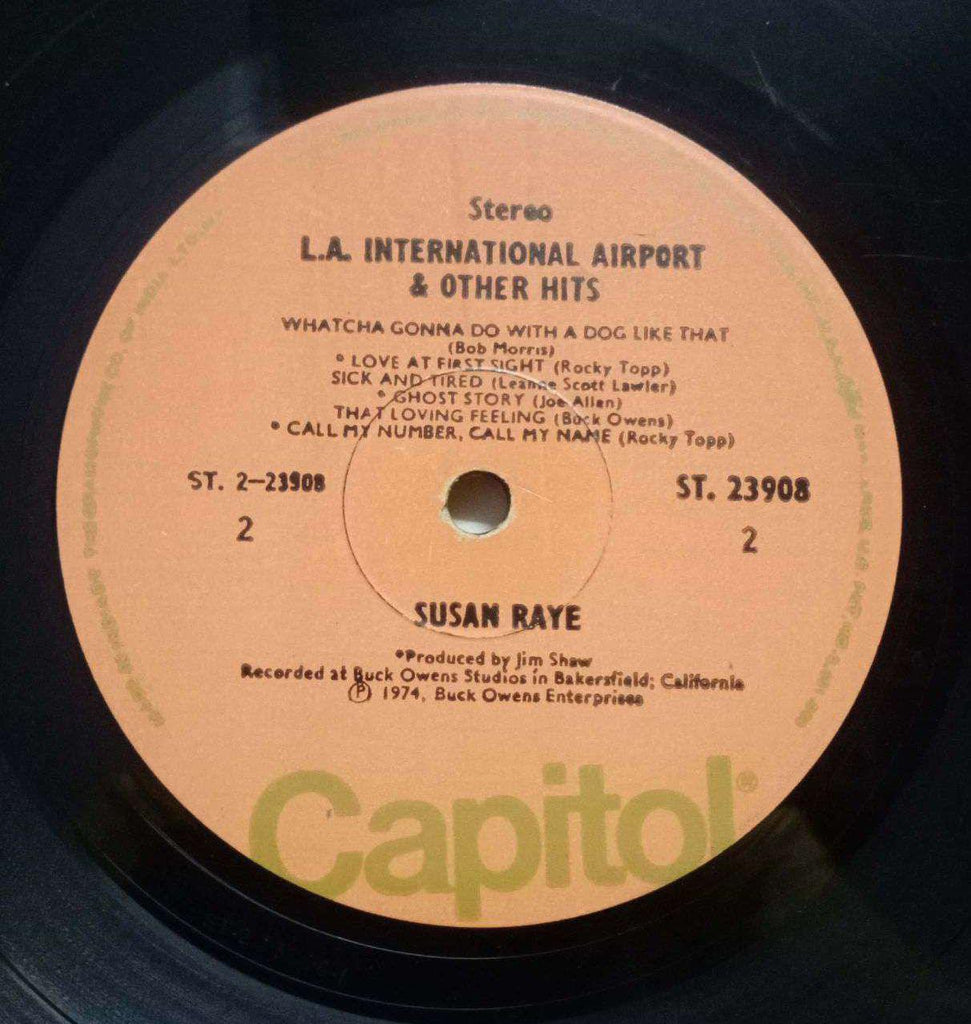 Stereo
L.A. INTERNATIONAL AIRPORT
& OTHER HITS
WHATCHA GONNA DO WITH A DOG LIKE THAT
(Bob Morris)
* LOVE AT FIRST SIGHT (Rocky Topp)
SICK AND TIRED (Leanne Scott Lawler)
* GHOST STORY (Joe Allen)
THAT LOVING FEELING (Buck Owens)
* CALL MY NUMBER, CALL MY NAME (Rocky Topp)
ST. 2-23908
2
ST. 23908
2
SUSAN RAYE
*Produced by Jim Shaw
Recorded at Buck Owens Studios in Bakersfield; California
Ⓟ 1974, Buck Owens Enterprises
Capitol®